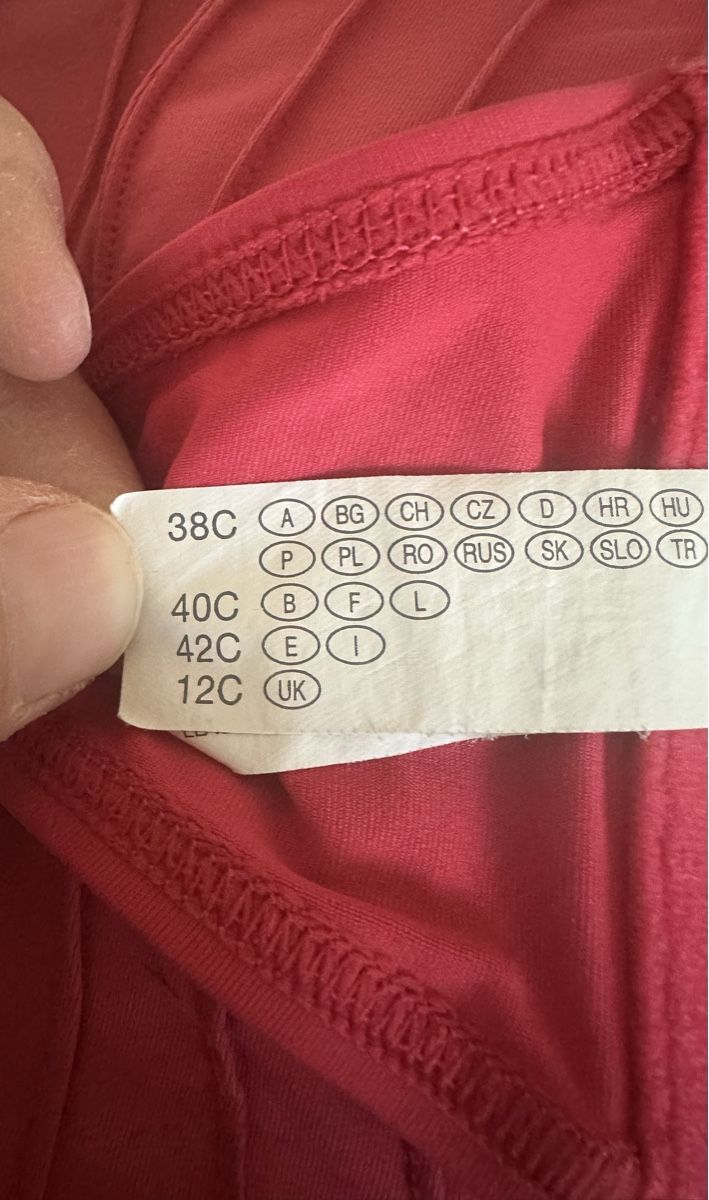 38C A BG CH CZ D HR HU
P PL RO RUS SK SLO TR
40C B F L
42C E I
12C UK